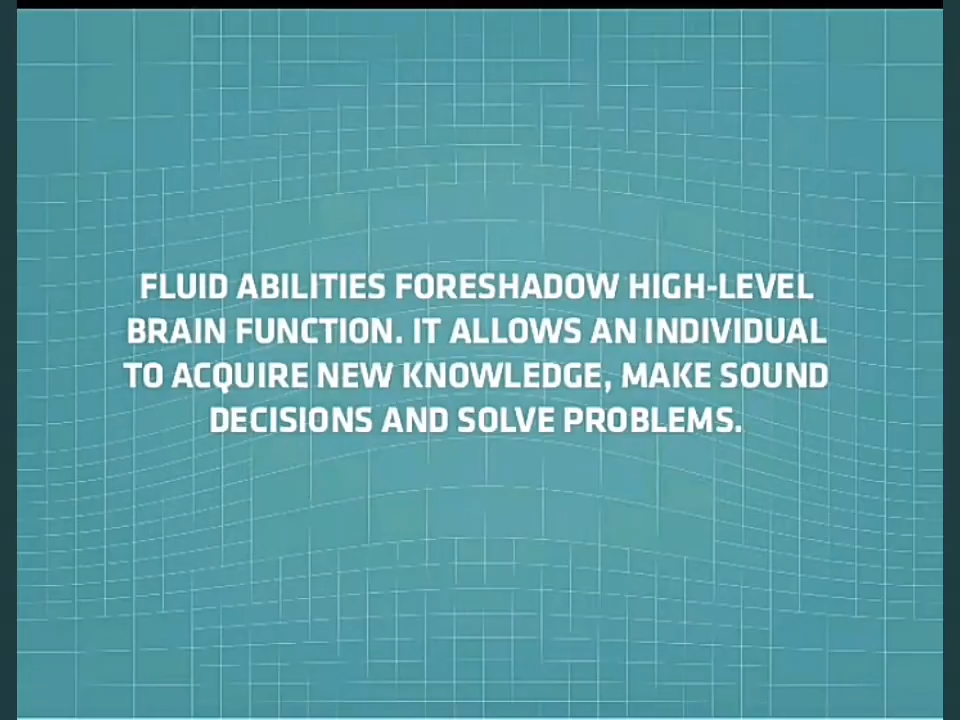 FLUID ABILITIES FORESHADOW HIGH-LEVEL
BRAIN FUNCTION. IT ALLOWS AN INDIVIDUAL
TO ACQUIRE NEW KNOWLEDGE, MAKE SOUND
DECISIONS AND SOLVE PROBLEMS.